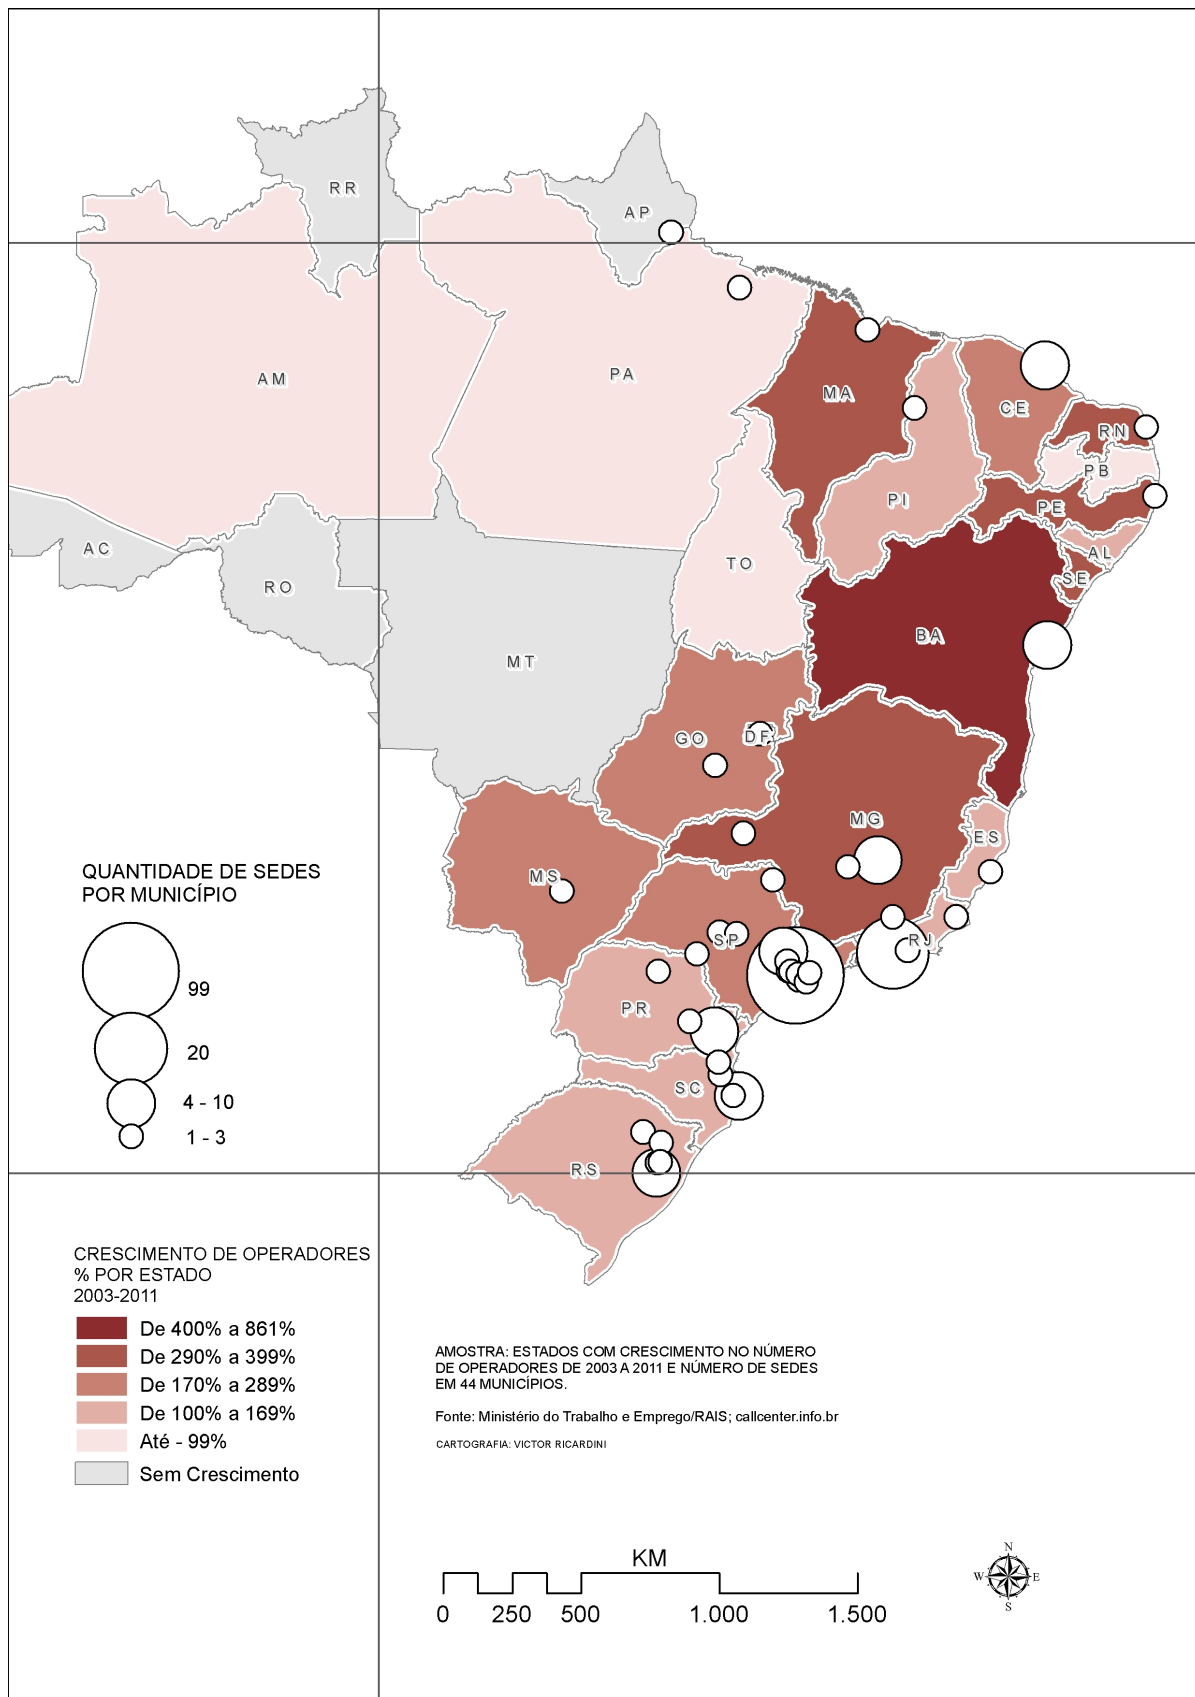 RR
AP
AM
PA
MA
CE
RN
PB
PI
PE
AC
AL
TO
RO
SE
BA
MT
GO
DF
MG
ES
MS
SP
RJ
PR
SC
RS
QUANTIDADE DE SEDES
POR MUNICÍPIO
99
20
4 - 10
1 - 3
CRESCIMENTO DE OPERADORES
% POR ESTADO
2003-2011
De 400% a 861%
De 290% a 399%
De 170% a 289%
De 100% a 169%
Até - 99%
Sem Crescimento
AMOSTRA: ESTADOS COM CRESCIMENTO NO NÚMERO
DE OPERADORES DE 2003 A 2011 E NÚMERO DE SEDES
EM 44 MUNICÍPIOS.
Fonte: Ministério do Trabalho e Emprego/RAIS; callcenter.info.br
CARTOGRAFIA: VICTOR RICARDINI
KM
0 250 500 1.000 1.500
N
W E
S